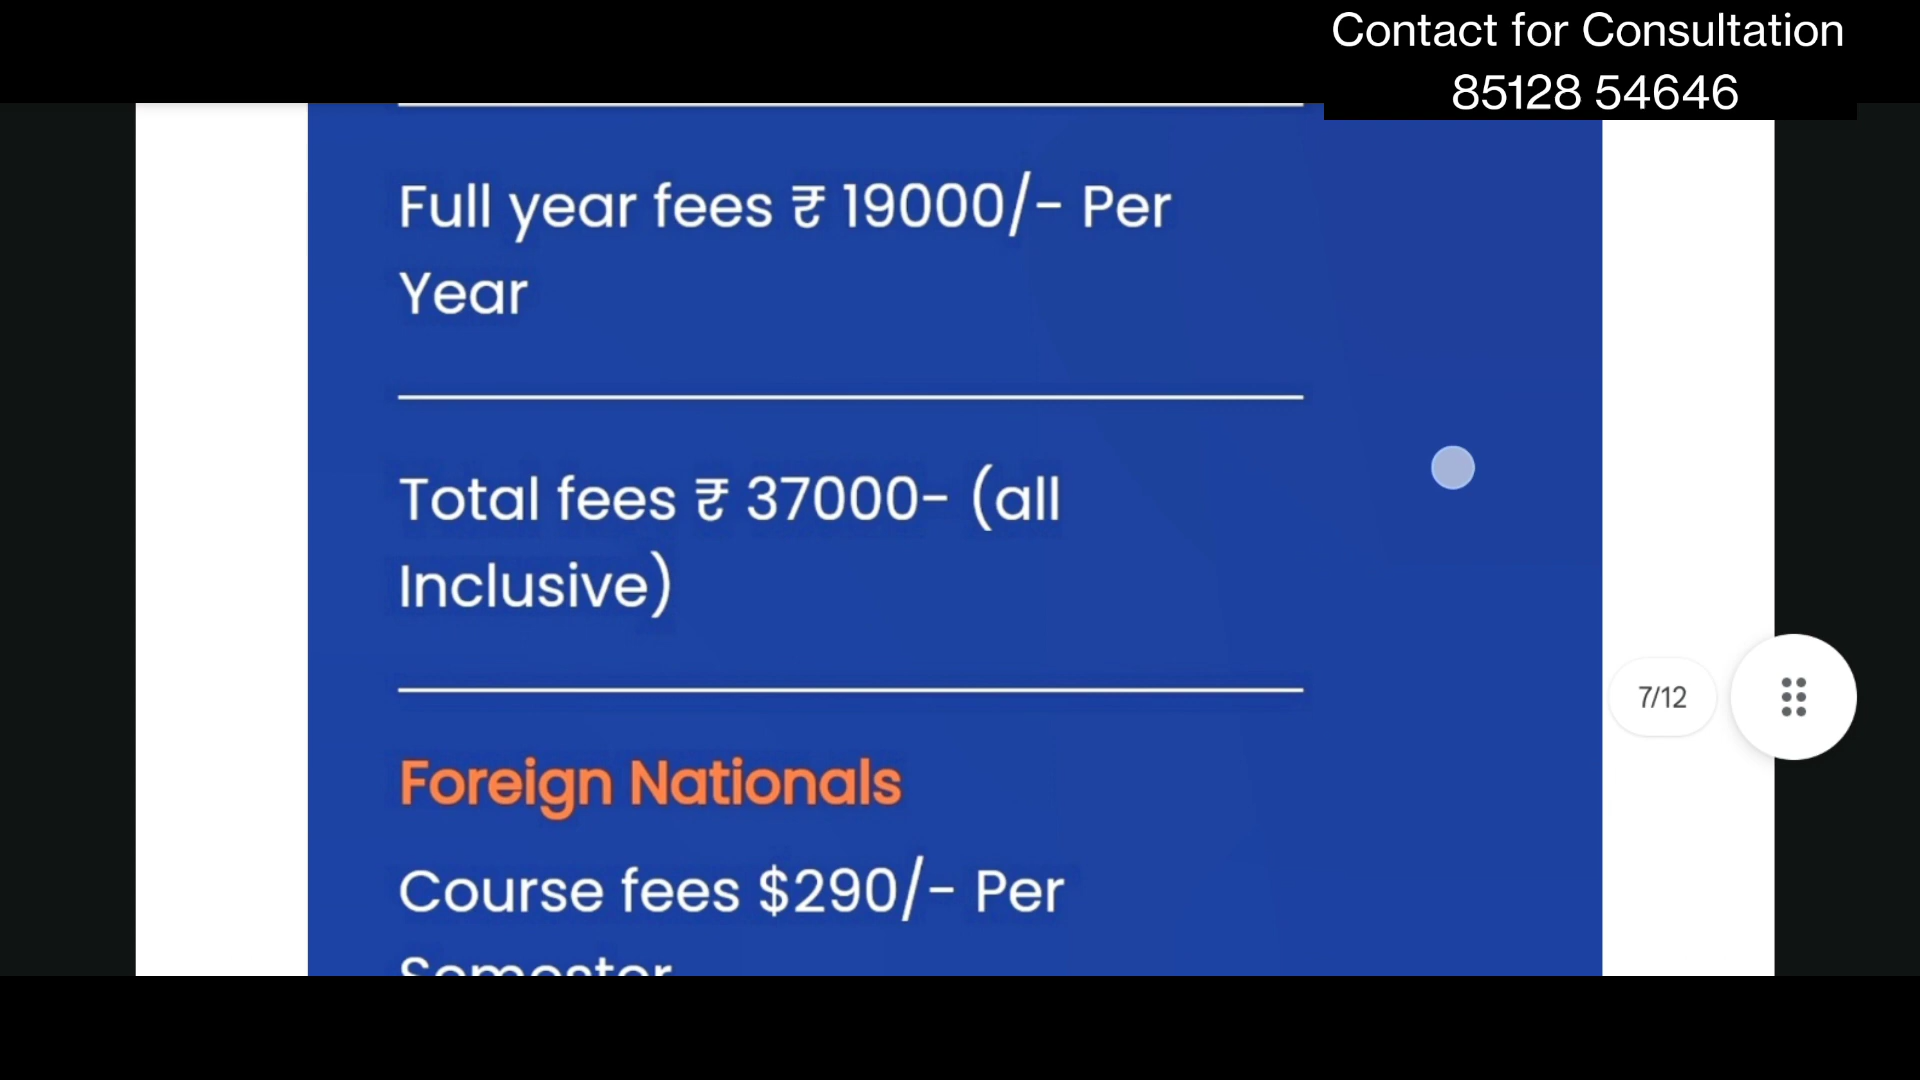 Contact for Consultation
85128 54646
Full year fees ₹ 19000/- Per
Year
Total fees ₹ 37000- (all
Inclusive)
7/12
Foreign Nationals
Course fees $290/- Per
Semester